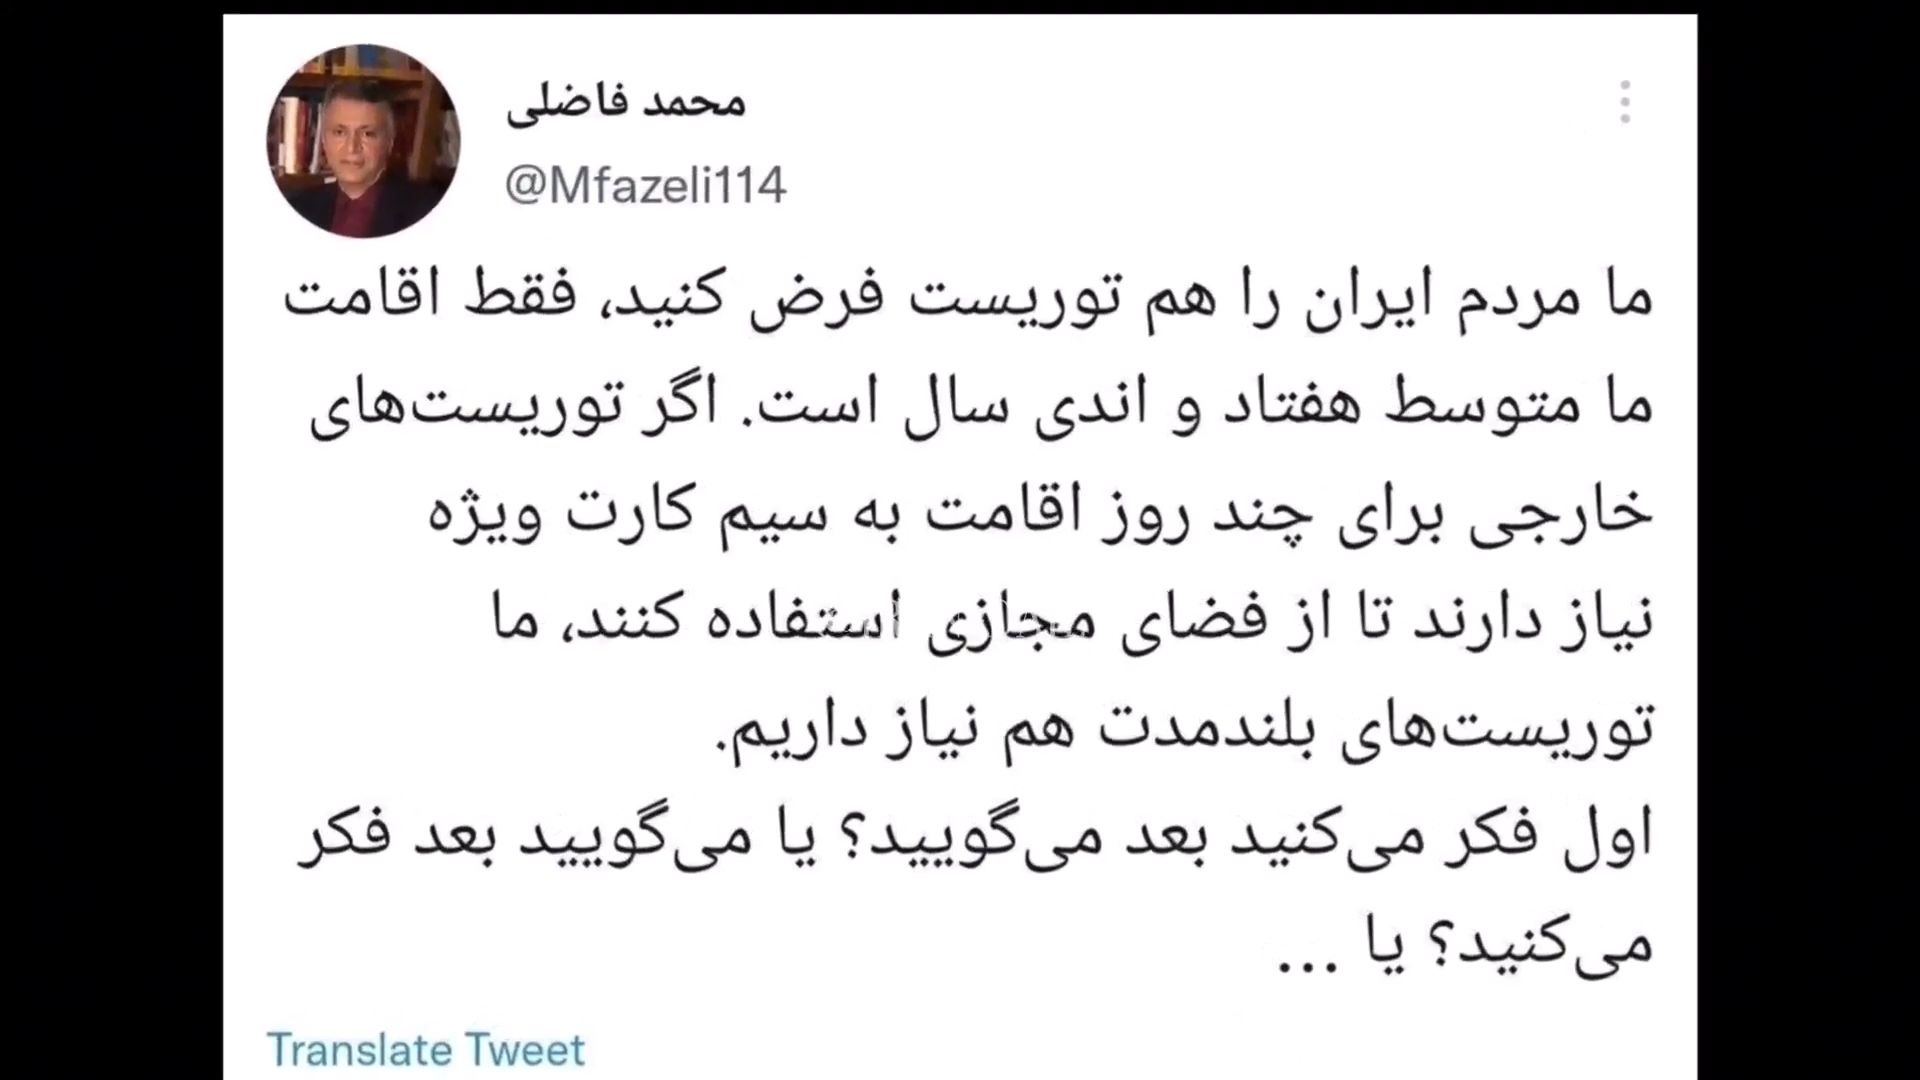 محمد فاضلی
@Mfazeli114
ما مردم ایران را هم توریست فرض کنید، فقط اقامت
ما متوسط هفتاد و اندی سال است. اگر توریست‌های
خارجی برای چند روز اقامت به سیم کارت ویژه
نیاز دارند تا از فضای مجازی استفاده کنند، ما
توریست‌های بلندمدت هم نیاز داریم.
اول فکر می‌کنید بعد می‌گویید؟ یا می‌گویید بعد فکر
می‌کنید؟ یا ...
Translate Tweet